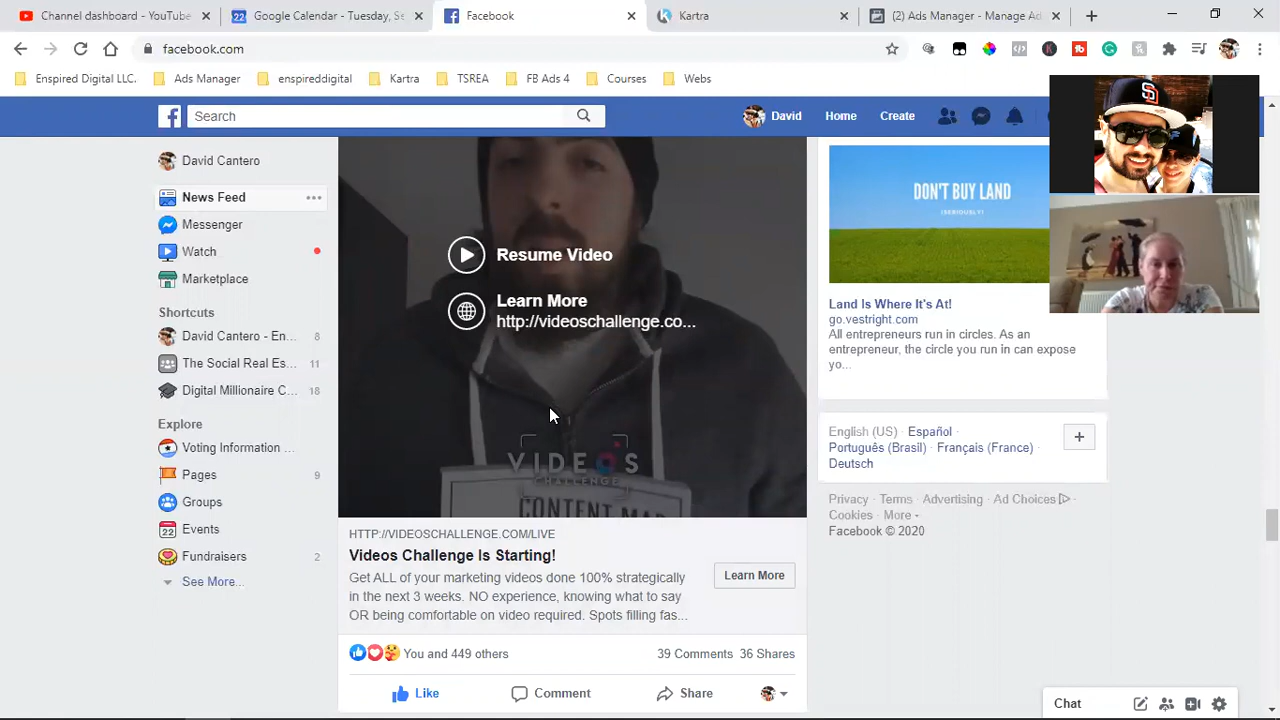 Channel dashboard - YouTube
Google Calendar - Tuesday, Se
Facebook
Kartra
(2) Ads Manager - Manage Ad
facebook.com
Enspired Digital LLC.
Ads Manager
enspireddigital
Kartra
TSREA
FB Ads 4
Courses
Webs
Search
David
Home
Create
David Cantero
News Feed
Messenger
Watch
Marketplace
Shortcuts
David Cantero - En... 8
The Social Real Es... 11
Digital Millionaire C... 18
Explore
Voting Information ...
Pages 9
Groups
Events
Fundraisers 2
See More...
Resume Video
Learn More
http://videoschallenge.co...
VIDEOS
CHALLENGE
CONTENT MAP
HTTP://VIDEOSCHALLENGE.COM/LIVE
Videos Challenge Is Starting!
Get ALL of your marketing videos done 100% strategically
in the next 3 weeks. NO experience, knowing what to say
OR being comfortable on video required. Spots filling fas...
Learn More
You and 449 others
39 Comments 36 Shares
Like
Comment
Share
DON'T BUY LAND
(SERIOUSLY)
Land Is Where It's At!
go.vestright.com
All entrepreneurs run in circles. As an
entrepreneur, the circle you run in can expose
yo...
English (US) · Español ·
Português (Brasil) · Français (France) ·
Deutsch
Privacy · Terms · Advertising · Ad Choices ·
Cookies · More
Facebook © 2020
SD
Chat